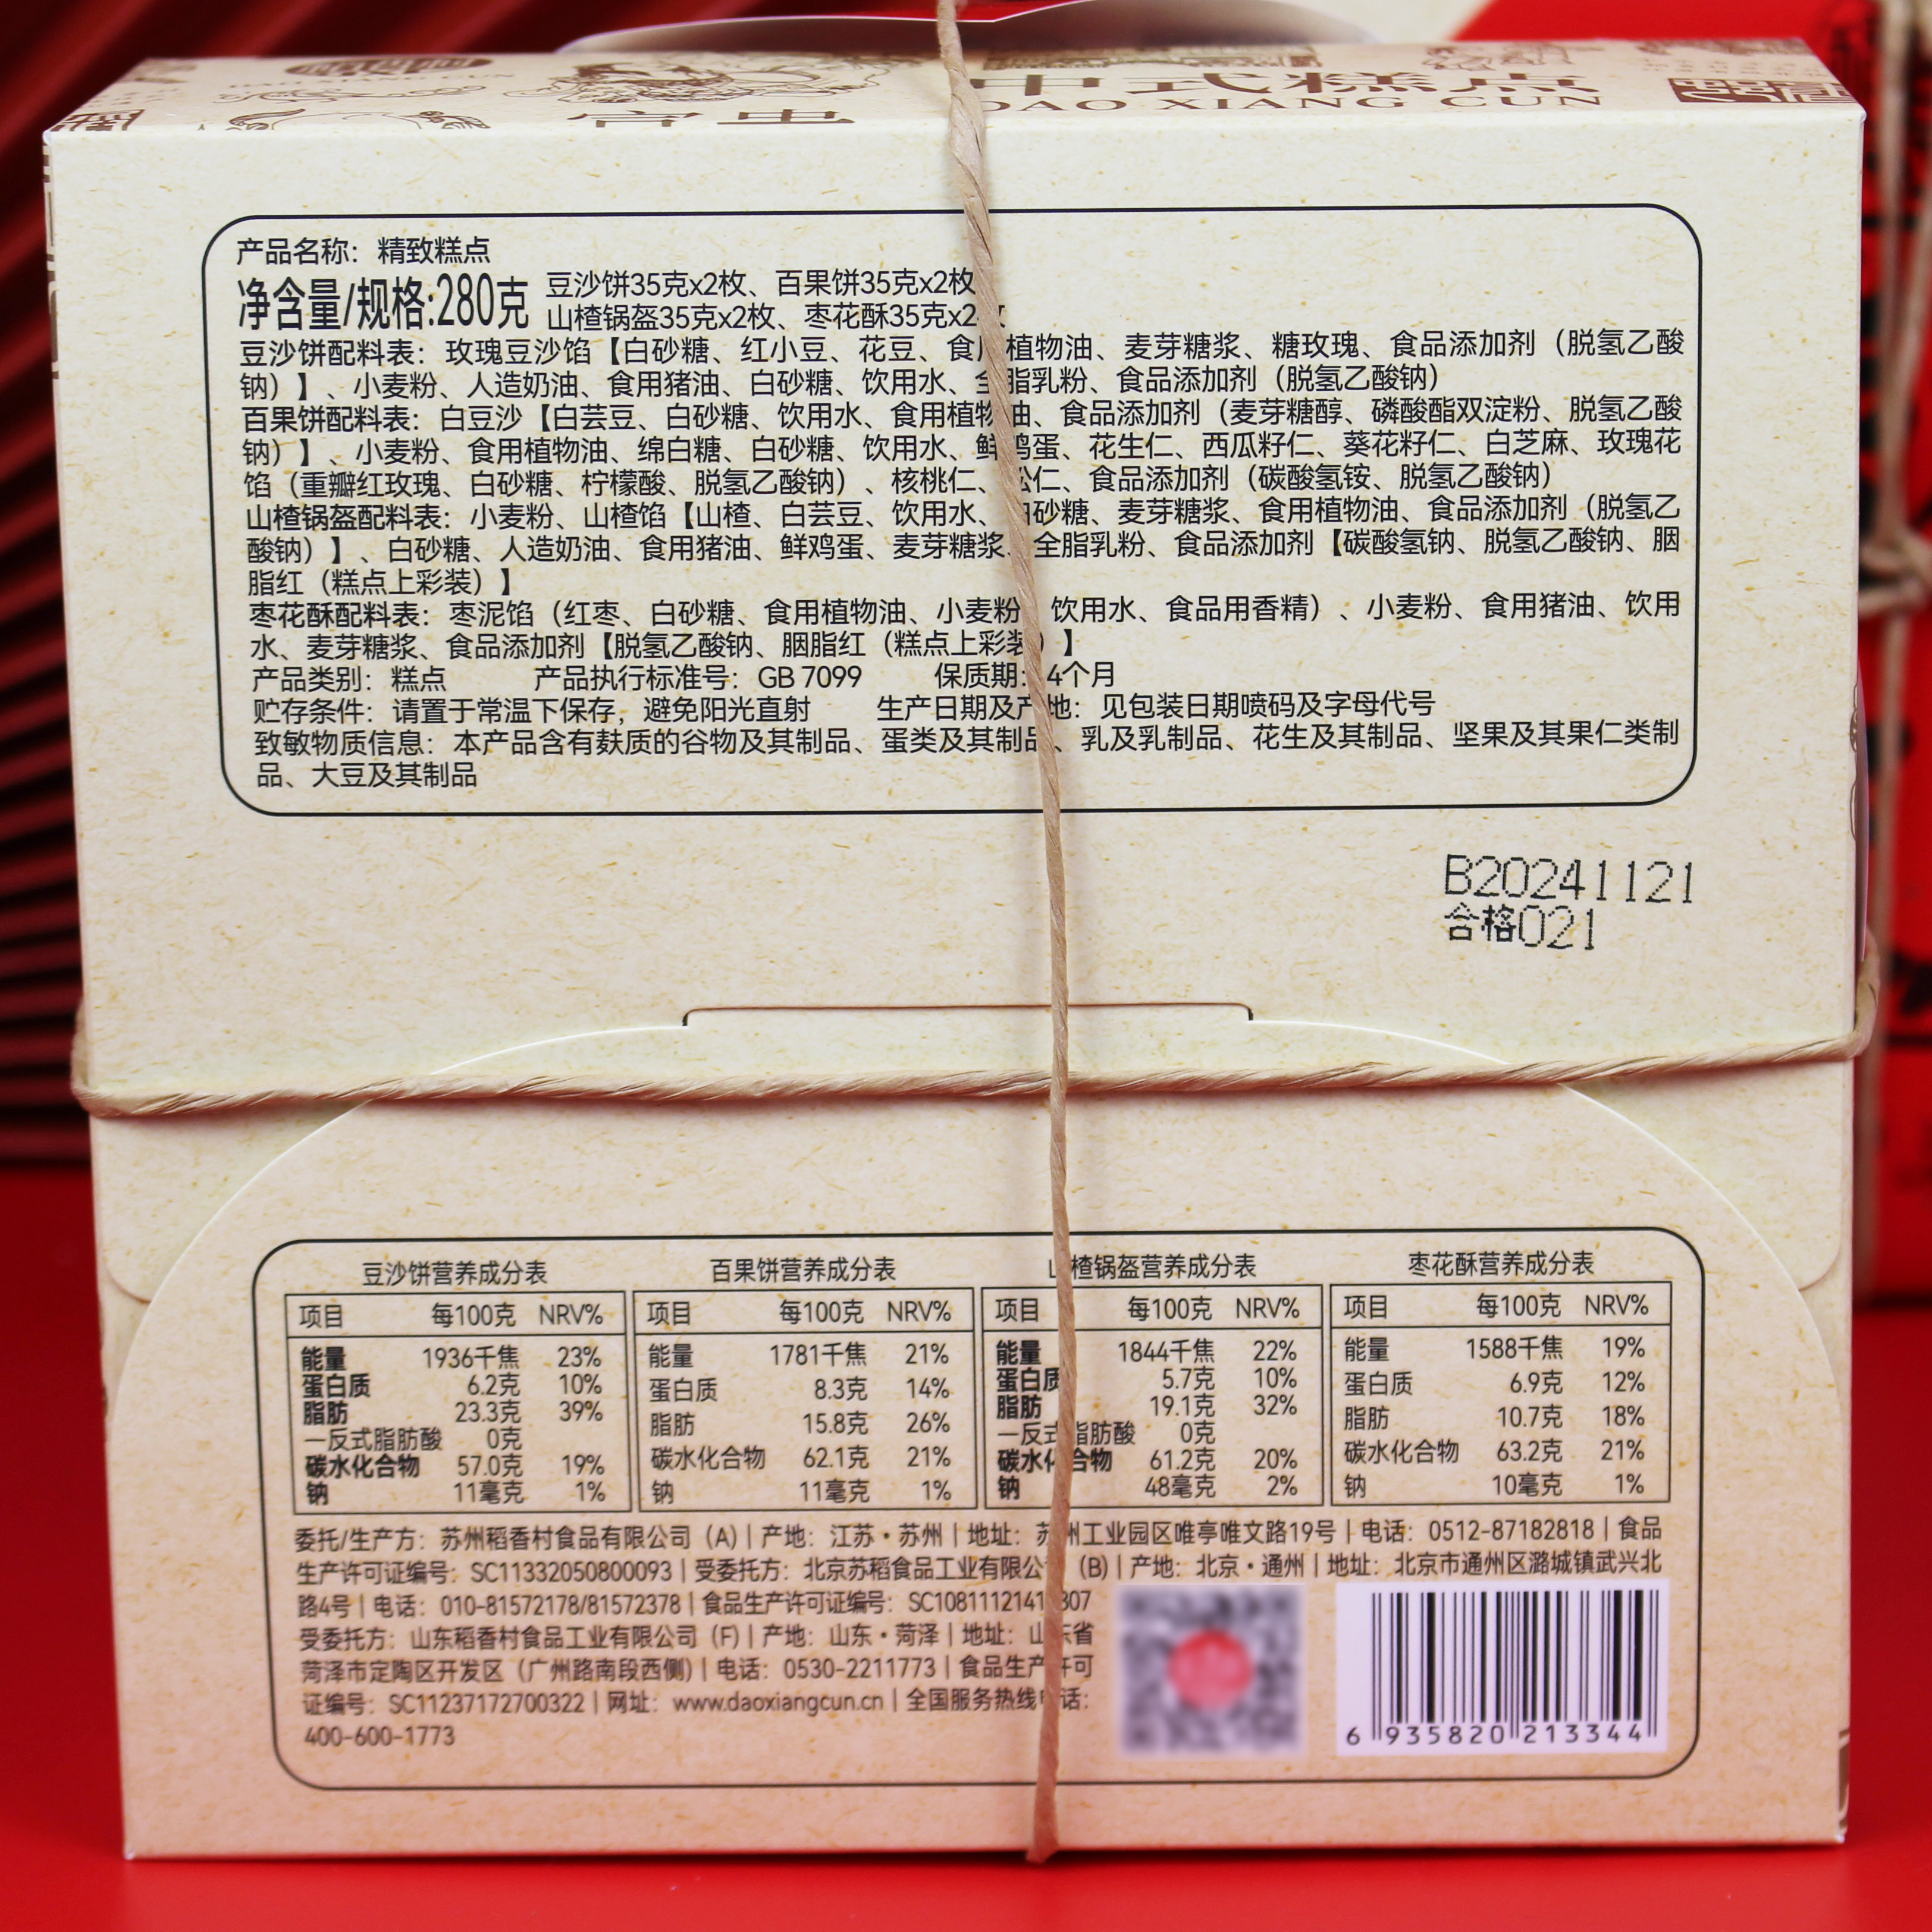 中式糕点
DAO XIANG CUN
产品名称：精致糕点
净含量/规格:280克
豆沙饼35克x2枚、百果饼35克x2枚
山楂锅盔35克x2枚、枣花酥35克x2枚
豆沙饼配料表：玫瑰豆沙馅【白砂糖、红小豆、花豆、食用植物油、麦芽糖浆、糖玫瑰、食品添加剂（脱氢乙酸
钠）】、小麦粉、人造奶油、食用猪油、白砂糖、饮用水、全脂乳粉、食品添加剂（脱氢乙酸钠）
百果饼配料表：白豆沙【白芸豆、白砂糖、饮用水、食用植物油、食品添加剂（麦芽糖醇、磷酸酯双淀粉、脱氢乙酸
钠）】、小麦粉、食用植物油、绵白糖、白砂糖、饮用水、鲜鸡蛋、花生仁、西瓜籽仁、葵花籽仁、白芝麻、玫瑰花
馅（重瓣红玫瑰、白砂糖、柠檬酸、脱氢乙酸钠）、核桃仁、松仁、食品添加剂（碳酸氢铵、脱氢乙酸钠）
山楂锅盔配料表：小麦粉、山楂馅【山楂、白芸豆、饮用水、白砂糖、麦芽糖浆、食用植物油、食品添加剂（脱氢乙
酸钠）】、白砂糖、人造奶油、食用猪油、鲜鸡蛋、麦芽糖浆、全脂乳粉、食品添加剂【碳酸氢钠、脱氢乙酸钠、胭
脂红（糕点上彩装）】
枣花酥配料表：枣泥馅（红枣、白砂糖、食用植物油、小麦粉、饮用水、食品用香精）、小麦粉、食用猪油、饮用
水、麦芽糖浆、食品添加剂【脱氢乙酸钠、胭脂红（糕点上彩装）】
产品类别：糕点 产品执行标准号：GB 7099 保质期：4个月
贮存条件：请置于常温下保存，避免阳光直射 生产日期及产地：见包装日期喷码及字母代号
致敏物质信息：本产品含有麸质的谷物及其制品、蛋类及其制品、乳及乳制品、花生及其制品、坚果及其果仁类制
品、大豆及其制品
B20241121
合格021
豆沙饼营养成分表
项目 每100克 NRV%
能量 1936千焦 23%
蛋白质 6.2克 10%
脂肪 23.3克 39%
—反式脂肪酸 0克
碳水化合物 57.0克 19%
钠 11毫克 1%
百果饼营养成分表
项目 每100克 NRV%
能量 1781千焦 21%
蛋白质 8.3克 14%
脂肪 15.8克 26%
碳水化合物 62.1克 21%
钠 11毫克 1%
山楂锅盔营养成分表
项目 每100克 NRV%
能量 1844千焦 22%
蛋白质 5.7克 10%
脂肪 19.1克 32%
—反式脂肪酸 0克
碳水化合物 61.2克 20%
钠 48毫克 2%
枣花酥营养成分表
项目 每100克 NRV%
能量 1588千焦 19%
蛋白质 6.9克 12%
脂肪 10.7克 18%
碳水化合物 63.2克 21%
钠 10毫克 1%
委托/生产方：苏州稻香村食品有限公司（A）| 产地：江苏·苏州 | 地址：苏州工业园区唯亭唯文路19号 | 电话：0512-87182818 | 食品
生产许可证编号：SC11332050800093 | 受委托方：北京苏稻食品工业有限公司（B）| 产地：北京·通州 | 地址：北京市通州区潞城镇武兴北
路4号 | 电话：010-81572178/81572378 | 食品生产许可证编号：
受委托方：山东稻香村食品工业有限公司（F）| 产地：山东·菏泽 | 地址：山东省
菏泽市定陶区开发区（广州路南段西侧）| 电话：0530-2211773 | 食品生产许可
证编号：SC11237172700322 | 网址：www.daoxiangcun.cn | 全国服务热线电话：
400-600-1773
6 935820 213344